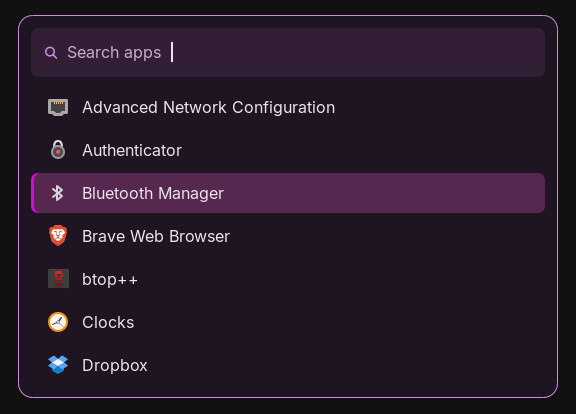 Search apps
Advanced Network Configuration
Authenticator
Bluetooth Manager
Brave Web Browser
btop++
Clocks
Dropbox